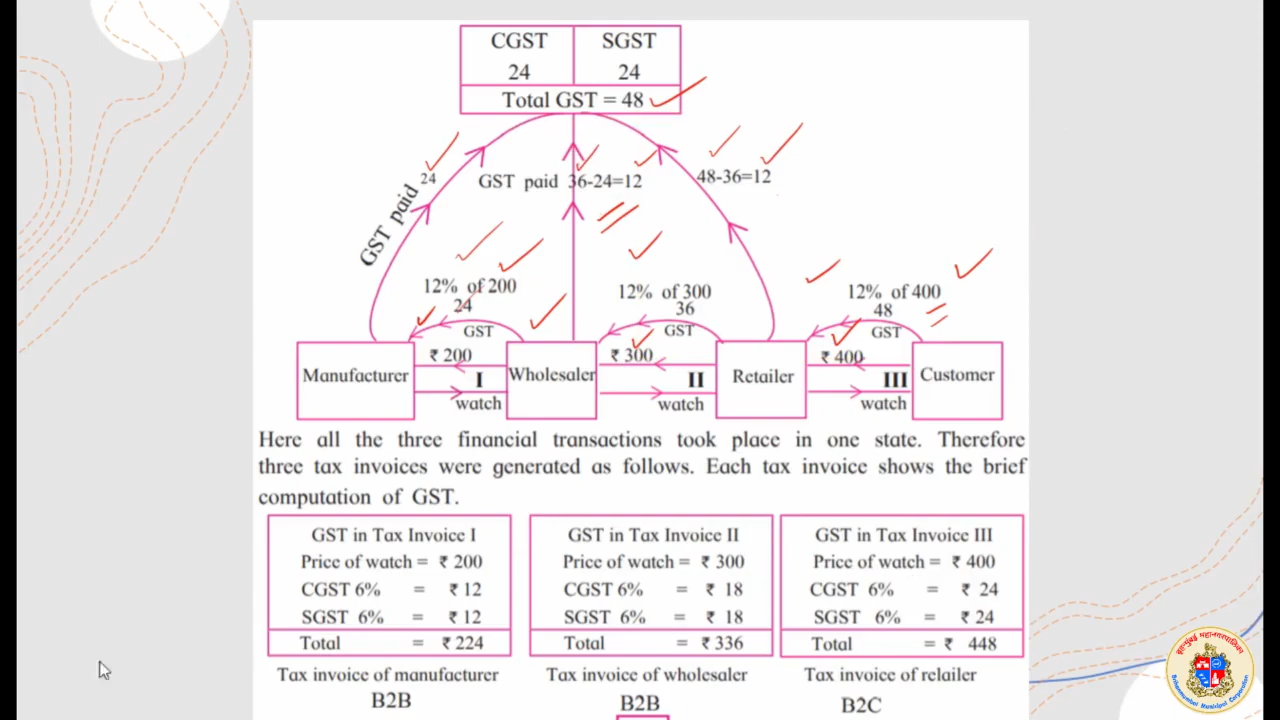 CGST SGST
24 24
Total GST = 48
GST paid 24
GST paid 36-24=12
48-36=12
12% of 200
24
GST
₹ 200
12% of 300
36
GST
₹ 300
12% of 400
48
GST
₹ 400
Manufacturer
I
watch
Wholesaler
II
watch
Retailer
III
watch
Customer
Here all the three financial transactions took place in one state. Therefore
three tax invoices were generated as follows. Each tax invoice shows the brief
computation of GST.
GST in Tax Invoice I
Price of watch = ₹ 200
CGST 6% = ₹ 12
SGST 6% = ₹ 12
Total = ₹ 224
Tax invoice of manufacturer
B2B
GST in Tax Invoice II
Price of watch = ₹ 300
CGST 6% = ₹ 18
SGST 6% = ₹ 18
Total = ₹ 336
Tax invoice of wholesaler
B2B
GST in Tax Invoice III
Price of watch = ₹ 400
CGST 6% = ₹ 24
SGST 6% = ₹ 24
Total = ₹ 448
Tax invoice of relailer
B2C
बृहन्मुंबई महानगरपालिका
Brihanmumbai Municipal Corporation